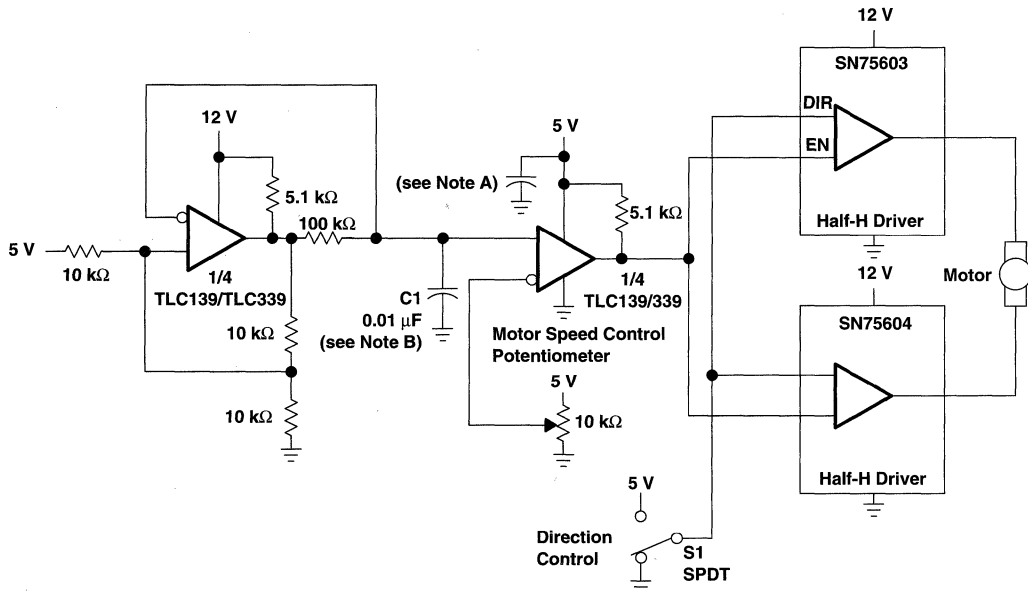 12 V
SN75603
DIR
EN
Half-H Driver
12 V
5.1 kΩ
100 kΩ
5 V
10 kΩ
1/4
TLC139/TLC339
10 kΩ
10 kΩ
C1
0.01 μF
(see Note B)
5 V
(see Note A)
5.1 kΩ
1/4
TLC139/339
Motor Speed Control
Potentiometer
5 V
10 kΩ
12 V
SN75604
Half-H Driver
Motor
5 V
Direction
Control
S1
SPDT